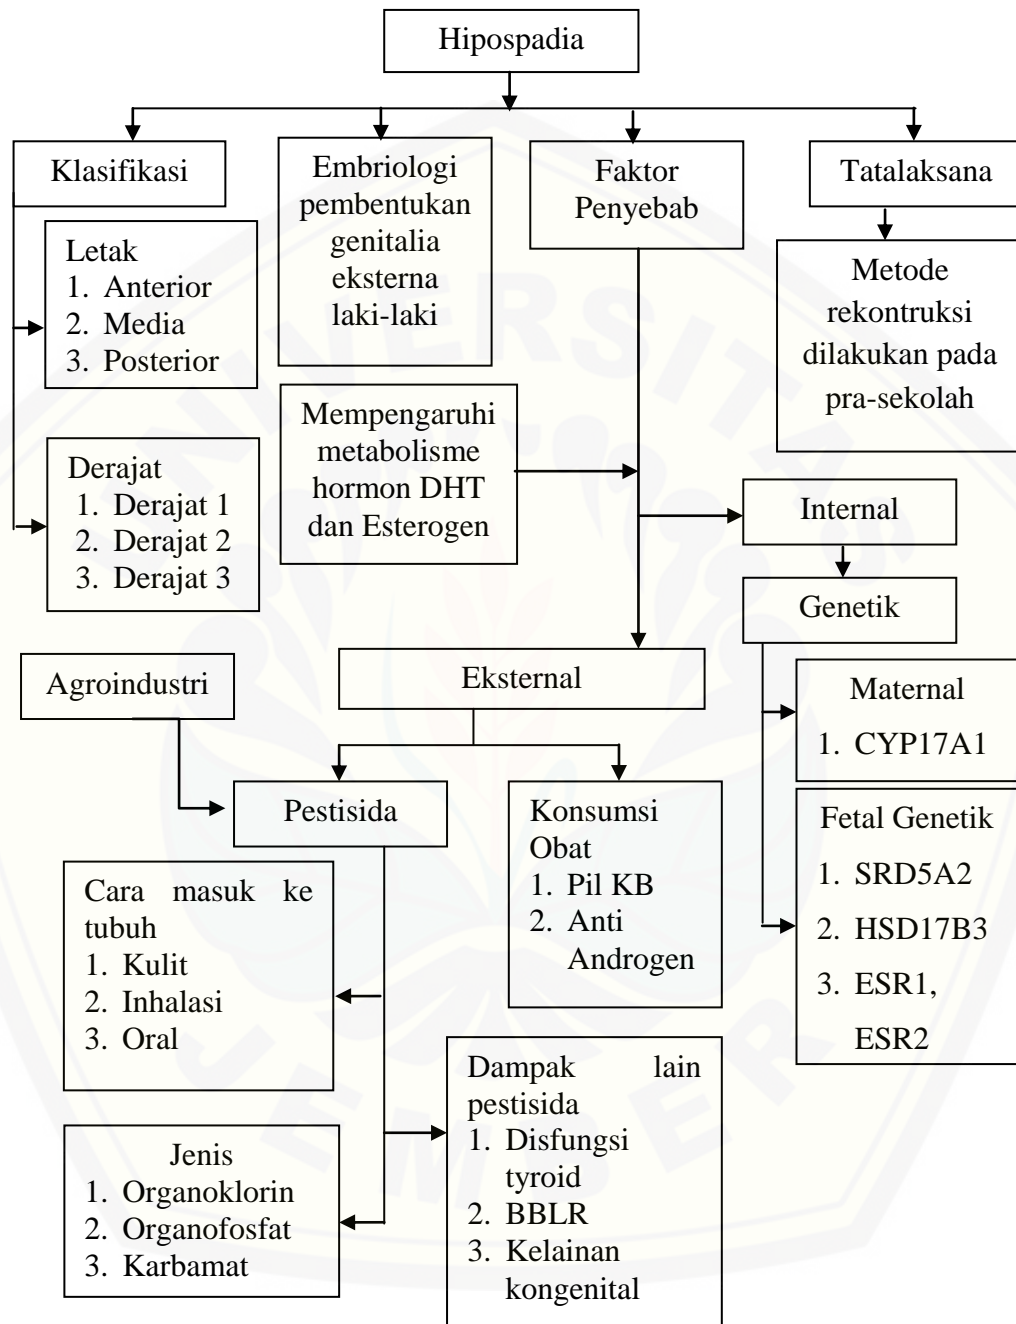 Hipospadia
Klasifikasi
Embriologi
pembentukan
genitalia
eksterna
laki-laki
Faktor
Penyebab
Tatalaksana
Letak
1. Anterior
2. Media
3. Posterior
Metode
rekontruksi
dilakukan pada
pra-sekolah
Mempengaruhi
metabolisme
hormon DHT
dan Esterogen
Derajat
1. Derajat 1
2. Derajat 2
3. Derajat 3
Internal
Genetik
Agroindustri
Eksternal
Maternal
1. CYP17A1
Pestisida
Konsumsi
Obat
1. Pil KB
2. Anti
Androgen
Fetal Genetik
1. SRD5A2
2. HSD17B3
3. ESR1,
ESR2
Cara masuk ke
tubuh
1. Kulit
2. Inhalasi
3. Oral
Dampak lain
pestisida
1. Disfungsi
tyroid
2. BBLR
3. Kelainan
kongenital
Jenis
1. Organoklorin
2. Organofosfat
3. Karbamat
UNIVERSITAS
JEMBER